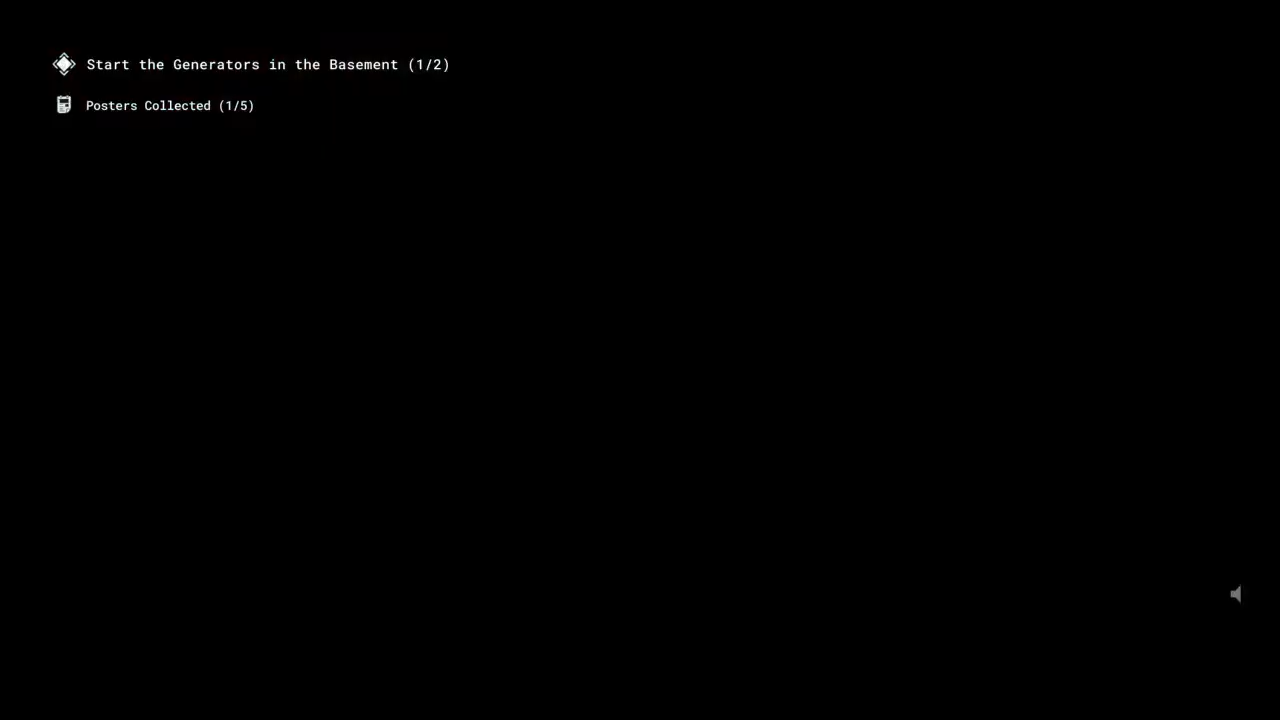 Start the Generators in the Basement (1/2)
Posters Collected (1/5)